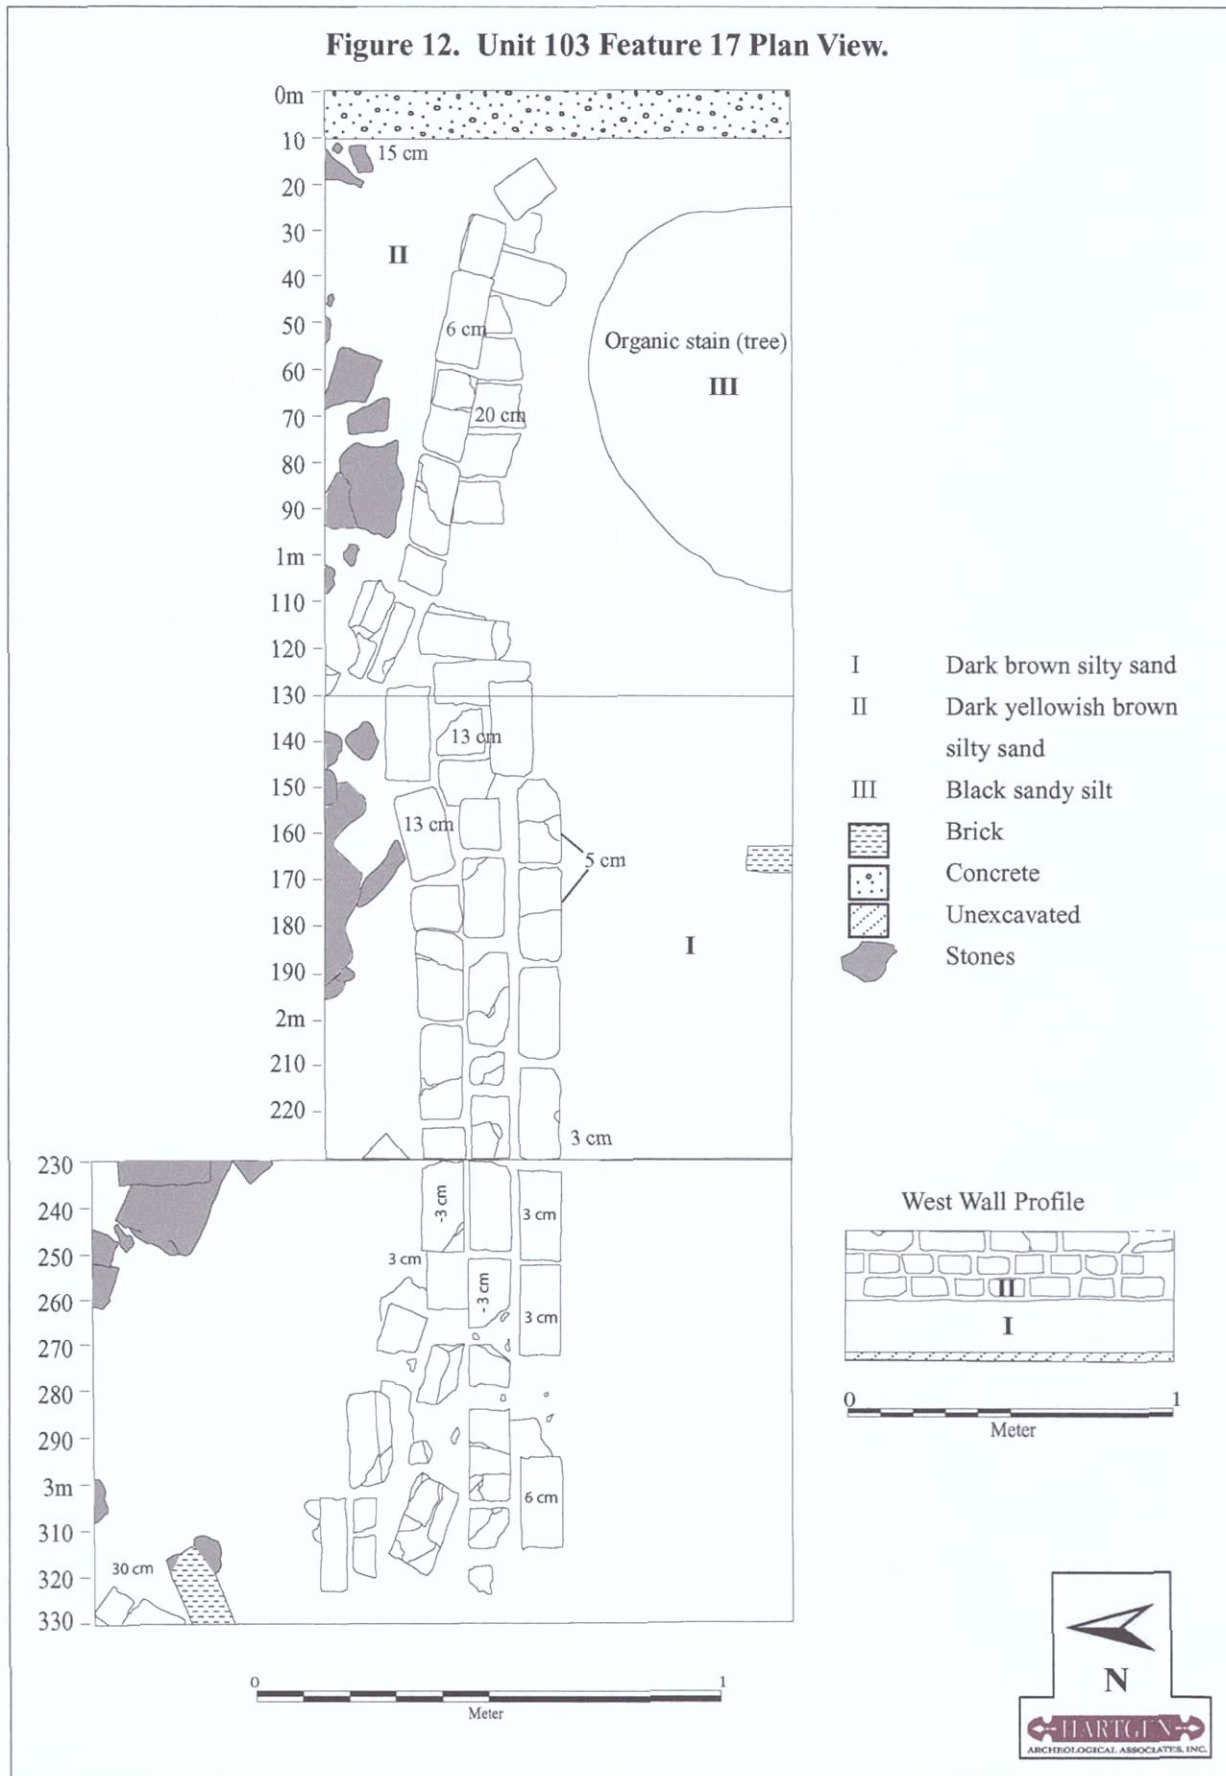 Figure 12. Unit 103 Feature 17 Plan View.
0m
10
15 cm
20
30
II
40
50
6 cm
Organic stain (tree)
60
III
70
20 cm
80
90
1m
110
120
130
140
13 cm
150
160
13 cm
5 cm
170
180
I
190
2m
210
220
3 cm
230
240
-3 cm
3 cm
250
3 cm
-3 cm
260
3 cm
270
280
290
3m
6 cm
310
30 cm
320
330
0 1
Meter
I Dark brown silty sand
II Dark yellowish brown
silty sand
III Black sandy silt
Brick
Concrete
Unexcavated
Stones
West Wall Profile
II
I
0 1
Meter
N
HARTGEN
ARCHEOLOGICAL ASSOCIATES, INC.